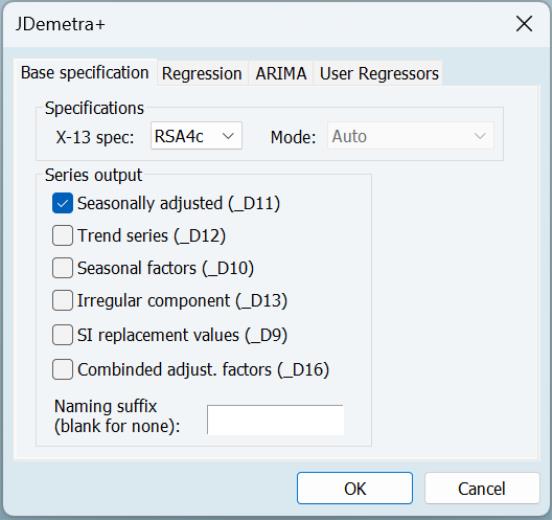 JDemetra+
Base specification Regression ARIMA User Regressors
Specifications
X-13 spec: RSA4c Mode: Auto
Series output
Seasonally adjusted (_D11)
Trend series (_D12)
Seasonal factors (_D10)
Irregular component (_D13)
SI replacement values (_D9)
Combinded adjust. factors (_D16)
Naming suffix
(blank for none):
OK Cancel